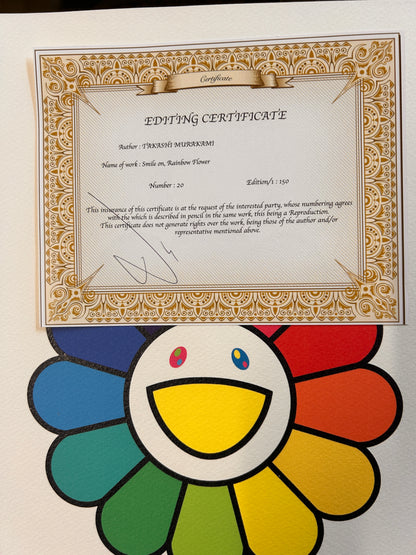 Certificate
EDITING CERTIFICATE
Author : TAKASHI MURAKAMI
Name of work : Smile on, Rainbow Flower
Number : 20 Edition/1 : 150
This insurance of this certificate is at the request of the interested party, whose numbering agrees
with the which is described in pencil in the same work, this being a Reproduction.
This certificate does not generate rights over the work, being those of the author and/or
representative mentioned above.